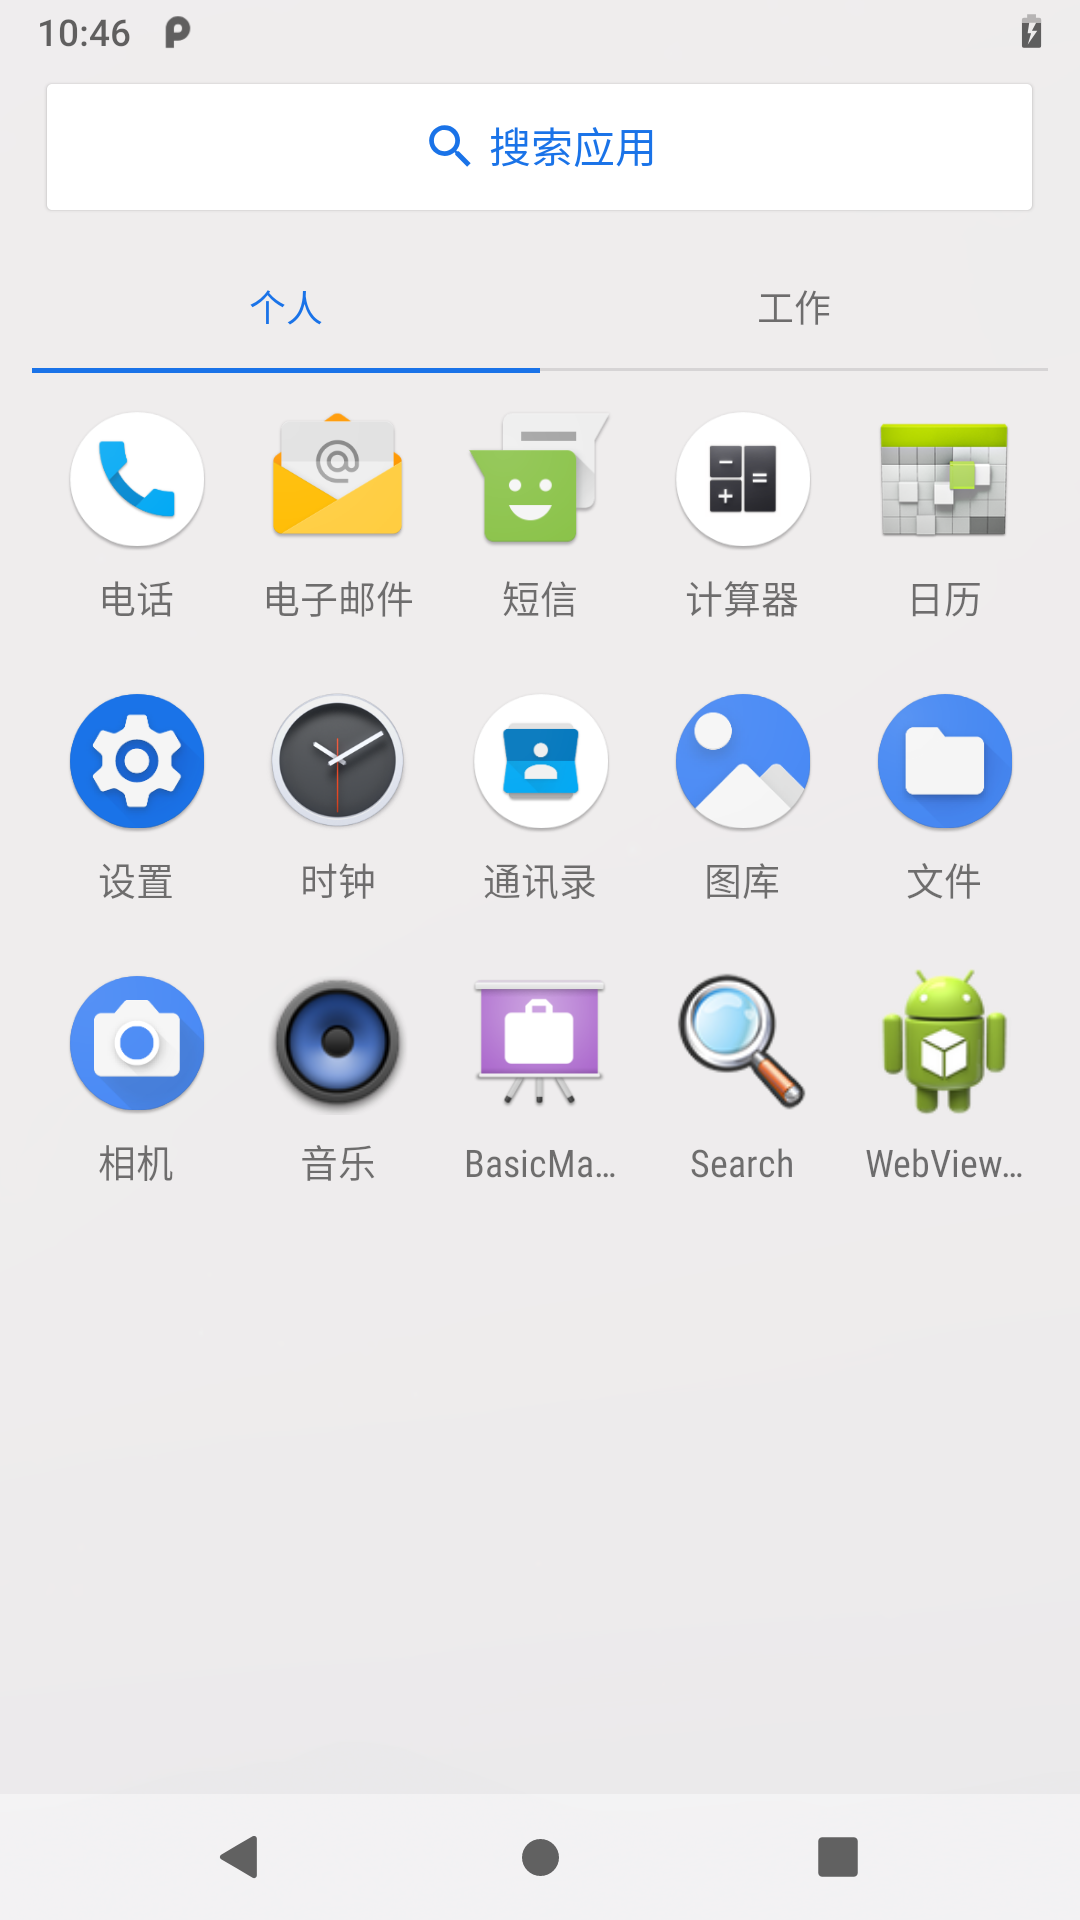 10:46
搜索应用
个人 工作
电话 电子邮件 短信 计算器 日历
设置 时钟 通讯录 图库 文件
相机 音乐 BasicMa... Search WebView...